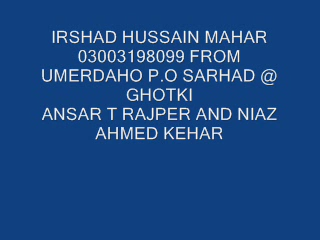 IRSHAD HUSSAIN MAHAR
03003198099 FROM
UMERDAHO P.O SARHAD @
GHOTKI
ANSAR T RAJPER AND NIAZ
AHMED KEHAR